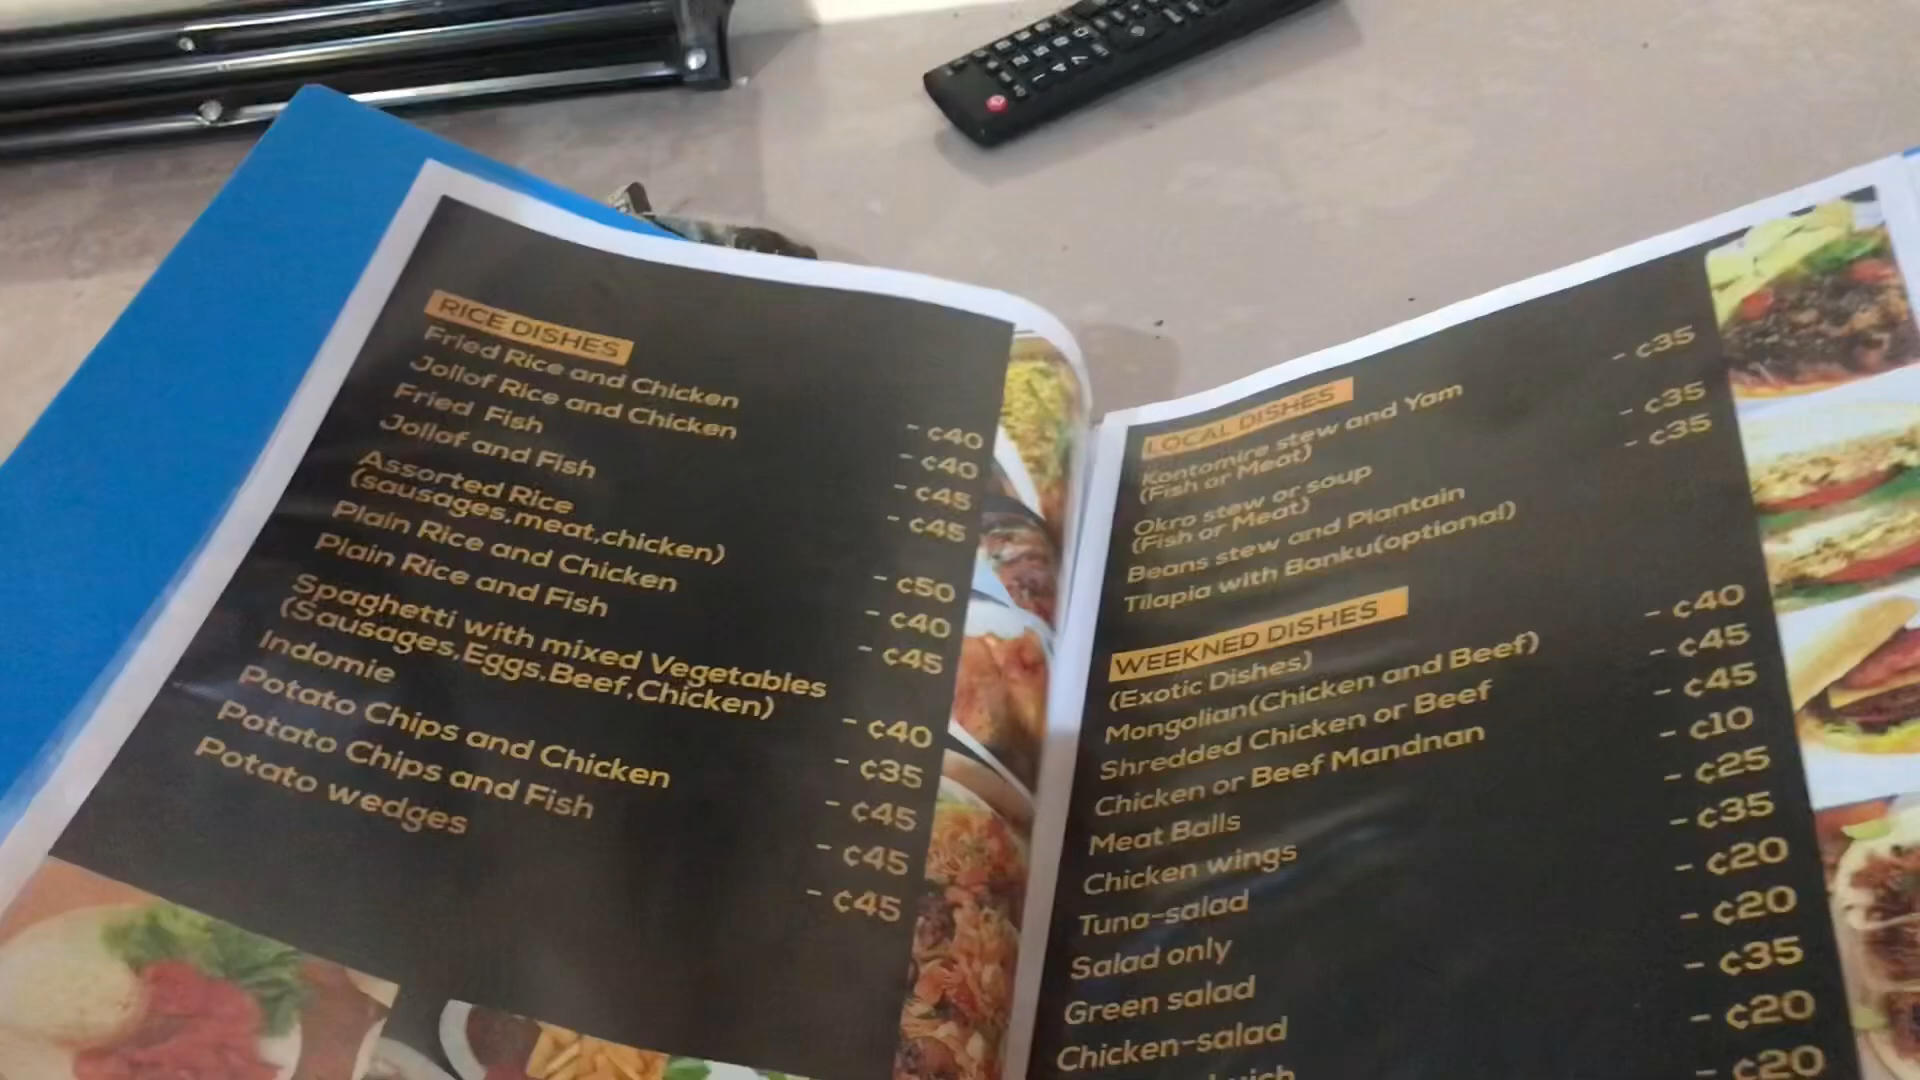 RICE DISHES
Fried Rice and Chicken - ¢40
Jollof Rice and Chicken - ¢40
Fried Fish - ¢45
Jollof and Fish - ¢45
Assorted Rice
(sausages,meat,chicken) - ¢50
Plain Rice and Chicken - ¢40
Plain Rice and Fish - ¢45
Spaghetti with mixed Vegetables
(Sausages,Eggs,Beef,Chicken) - ¢40
Indomie - ¢35
Potato Chips and Chicken - ¢45
Potato Chips and Fish - ¢45
Potato wedges - ¢45
LOCAL DISHES
Kontomire stew and Yam - ¢35
(Fish or Meat)
Okro stew or soup - ¢35
(Fish or Meat) - ¢35
Beans stew and Plantain
Tilapia with Banku(optional)
WEEKNED DISHES
(Exotic Dishes)
Mongolian(Chicken and Beef) - ¢40
Shredded Chicken or Beef - ¢45
Chicken or Beef Mandnan - ¢45
Meat Balls - ¢10
Chicken wings - ¢25
Tuna-salad - ¢35
Salad only - ¢20
Green salad - ¢20
Chicken-salad - ¢35
- ¢20
- ¢20